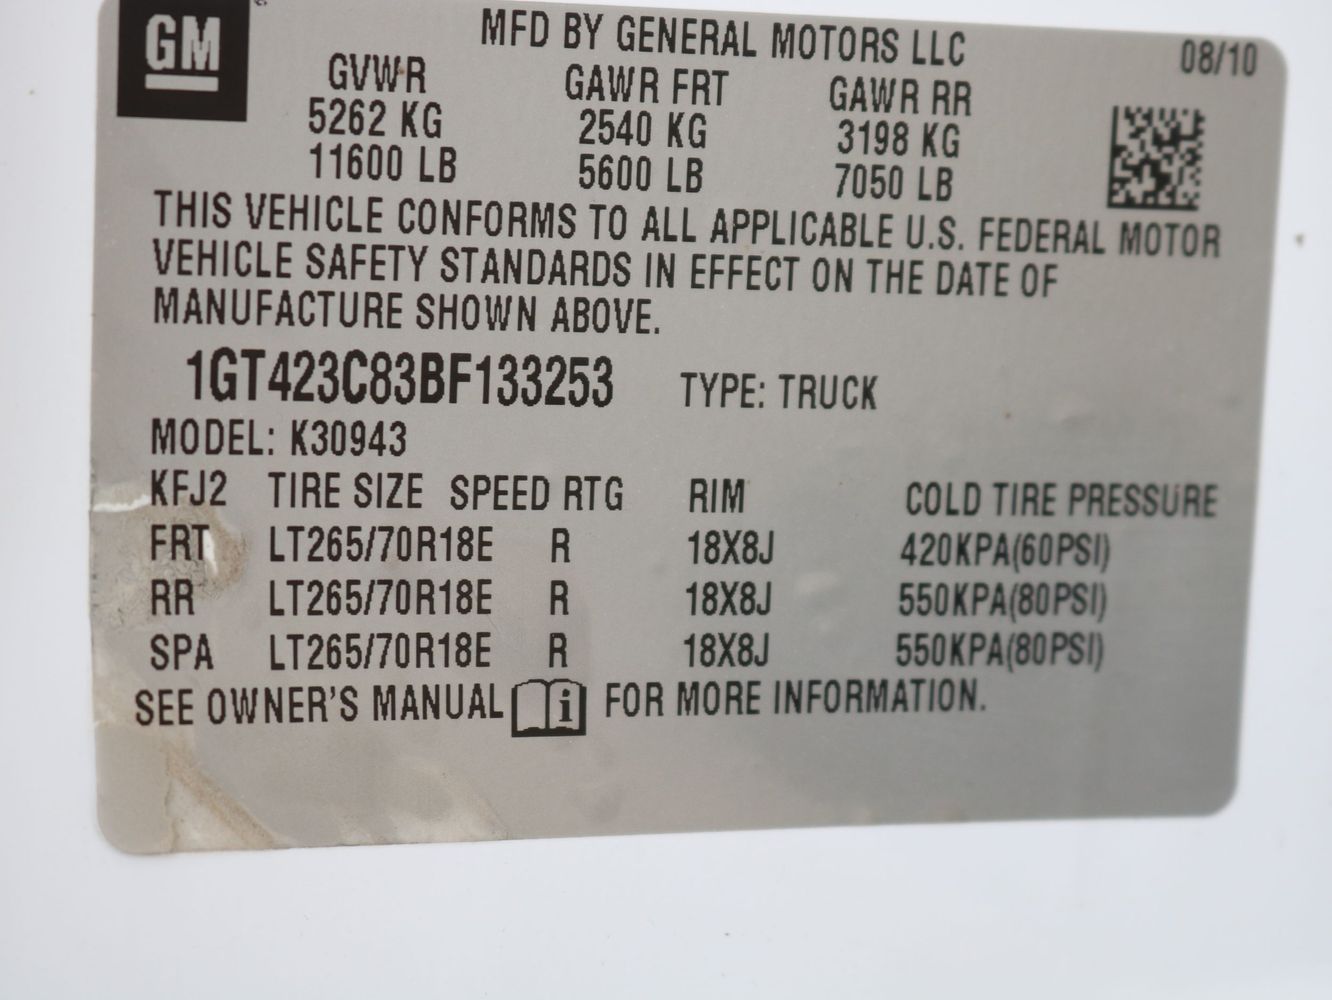 GM
MFD BY GENERAL MOTORS LLC 08/10
GVWR GAWR FRT GAWR RR
5262 KG 2540 KG 3198 KG
11600 LB 5600 LB 7050 LB
THIS VEHICLE CONFORMS TO ALL APPLICABLE U.S. FEDERAL MOTOR
VEHICLE SAFETY STANDARDS IN EFFECT ON THE DATE OF
MANUFACTURE SHOWN ABOVE.
1GT423C83BF133253 TYPE: TRUCK
MODEL: K30943
KFJ2 TIRE SIZE SPEED RTG RIM COLD TIRE PRESSURE
FRT LT265/70R18E R 18X8J 420KPA(60PSI)
RR LT265/70R18E R 18X8J 550KPA(80PSI)
SPA LT265/70R18E R 18X8J 550KPA(80PSI)
SEE OWNER'S MANUAL i FOR MORE INFORMATION.